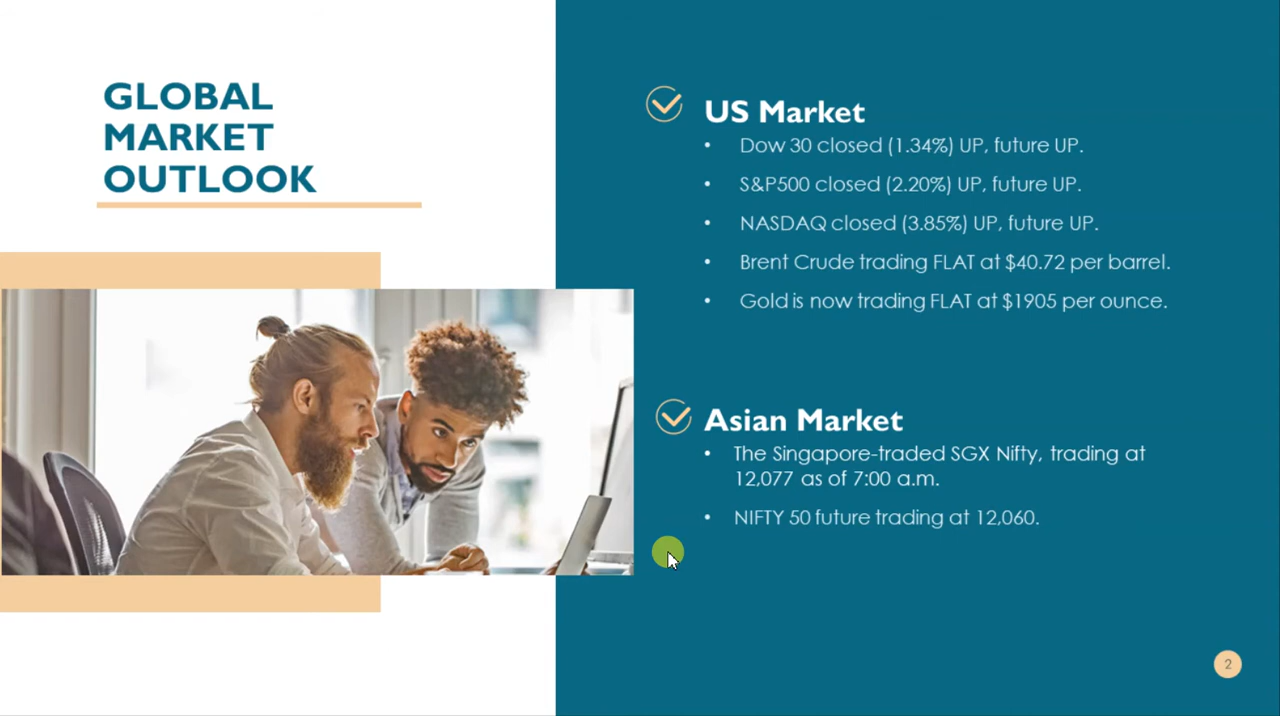 GLOBAL
MARKET
OUTLOOK
US Market
• Dow 30 closed (1.34%) UP, future UP.
• S&P500 closed (2.20%) UP, future UP.
• NASDAQ closed (3.85%) UP, future UP.
• Brent Crude trading FLAT at $40.72 per barrel.
• Gold is now trading FLAT at $1905 per ounce.
Asian Market
• The Singapore-traded SGX Nifty, trading at
12,077 as of 7:00 a.m.
• NIFTY 50 future trading at 12,060.
2